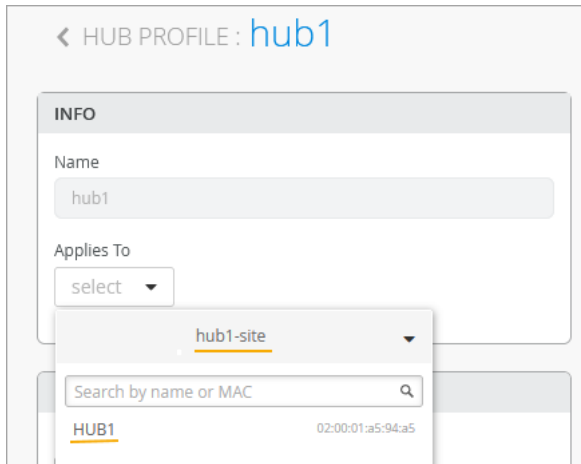 HUB PROFILE : hub1
INFO
Name
hub1
Applies To
select
hub1-site
Search by name or MAC
HUB1 02:00:01:a5:94:a5